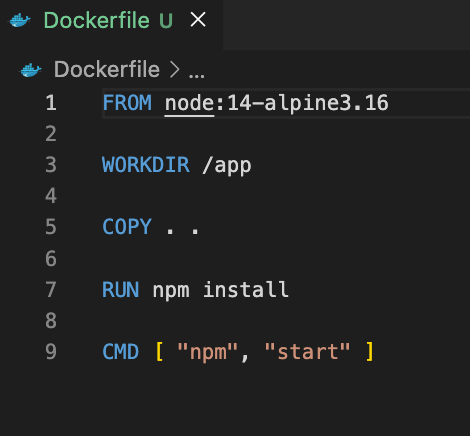 Dockerfile U ×
Dockerfile > ...
1 FROM node:14-alpine3.16
2
3 WORKDIR /app
4
5 COPY . .
6
7 RUN npm install
8
9 CMD [ "npm", "start" ]